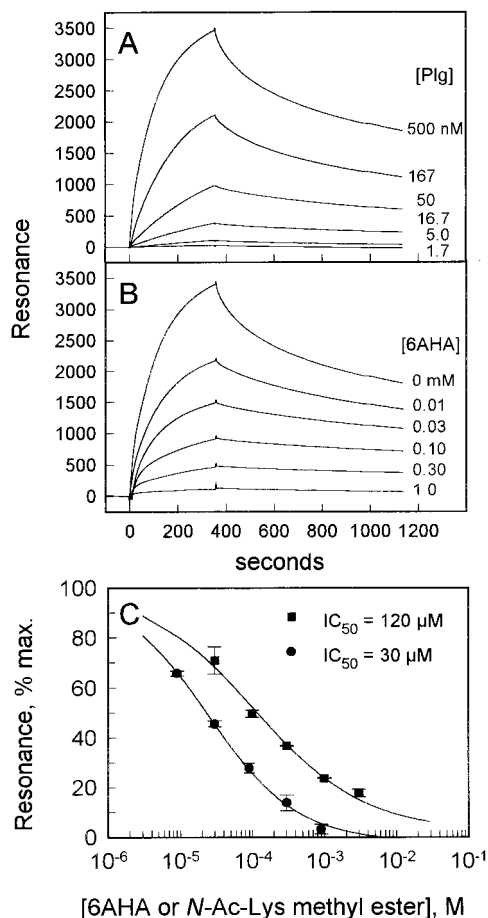 A
[Plg]
3500
3000
2500
2000
1500
1000
500
0
500 nM
167
50
16.7
5.0
1.7
Resonance
B
[6AHA]
3500
3000
2500
2000
1500
1000
500
0
0 mM
0.01
0.03
0.10
0.30
1 0
0 200 400 600 800 1000 1200
seconds
C
IC50 = 120 µM
IC50 = 30 µM
100
80
60
40
20
0
Resonance, % max.
10-6 10-5 10-4 10-3 10-2 10-1
[6AHA or N-Ac-Lys methyl ester], M